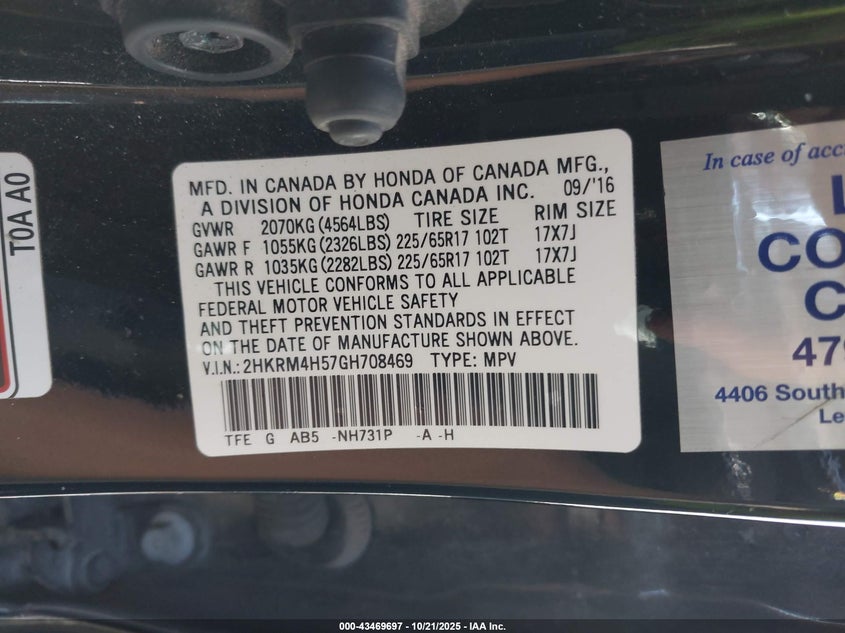 T0A A0
MFD. IN CANADA BY HONDA OF CANADA MFG.,
A DIVISION OF HONDA CANADA INC. 09/'16
GVWR 2070KG (4564LBS) TIRE SIZE RIM SIZE
GAWR F 1055KG (2326LBS) 225/65R17 102T 17X7J
GAWR R 1035KG (2282LBS) 225/65R17 102T 17X7J
THIS VEHICLE CONFORMS TO ALL APPLICABLE
FEDERAL MOTOR VEHICLE SAFETY
AND THEFT PREVENTION STANDARDS IN EFFECT
ON THE DATE OF MANUFACTURE SHOWN ABOVE.
V.I.N.: 2HKRM4H57GH708469 TYPE: MPV
TFE G AB5 -NH731P -A -H
In case of
4406 South
000-43469697 - 10/21/2025 - IAA Inc.